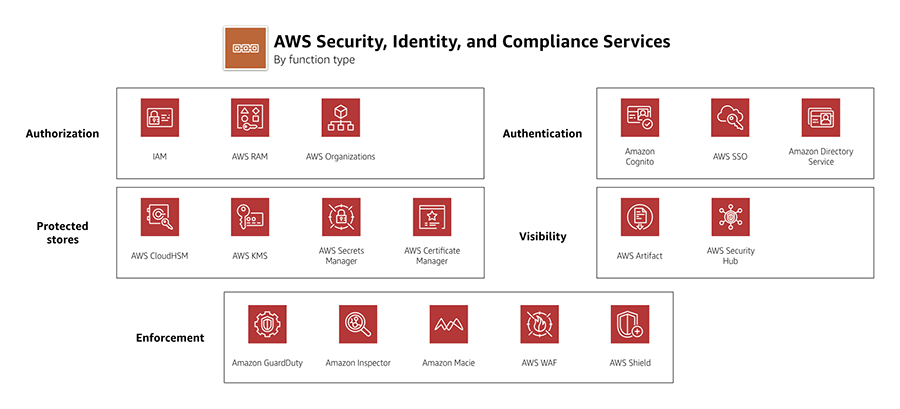 AWS Security, Identity, and Compliance Services
By function type
Authorization
IAM
AWS RAM
AWS Organizations
Authentication
Amazon
Cognito
AWS SSO
Amazon Directory
Service
Protected
stores
AWS CloudHSM
AWS KMS
AWS Secrets
Manager
AWS Certificate
Manager
Visibility
AWS Artifact
AWS Security
Hub
Enforcement
Amazon GuardDuty
Amazon Inspector
Amazon Macie
AWS WAF
AWS Shield